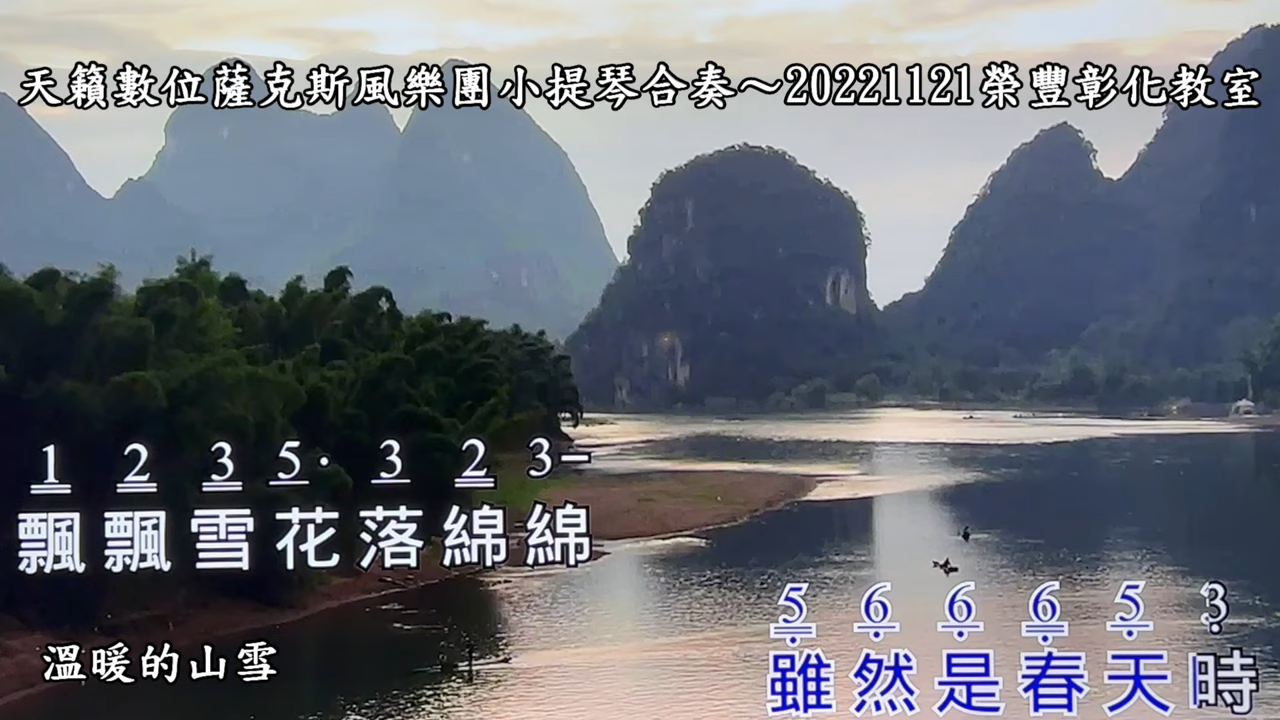 天籟數位薩克斯風樂團小提琴合奏～20221121榮豐彰化教室
1 2 3 5· 3 2 3–
飄飄雪花落綿綿
5̣ 6̣ 6̣ 6̣ 5̣ 3̣
雖然是春天時
溫暖的山雪